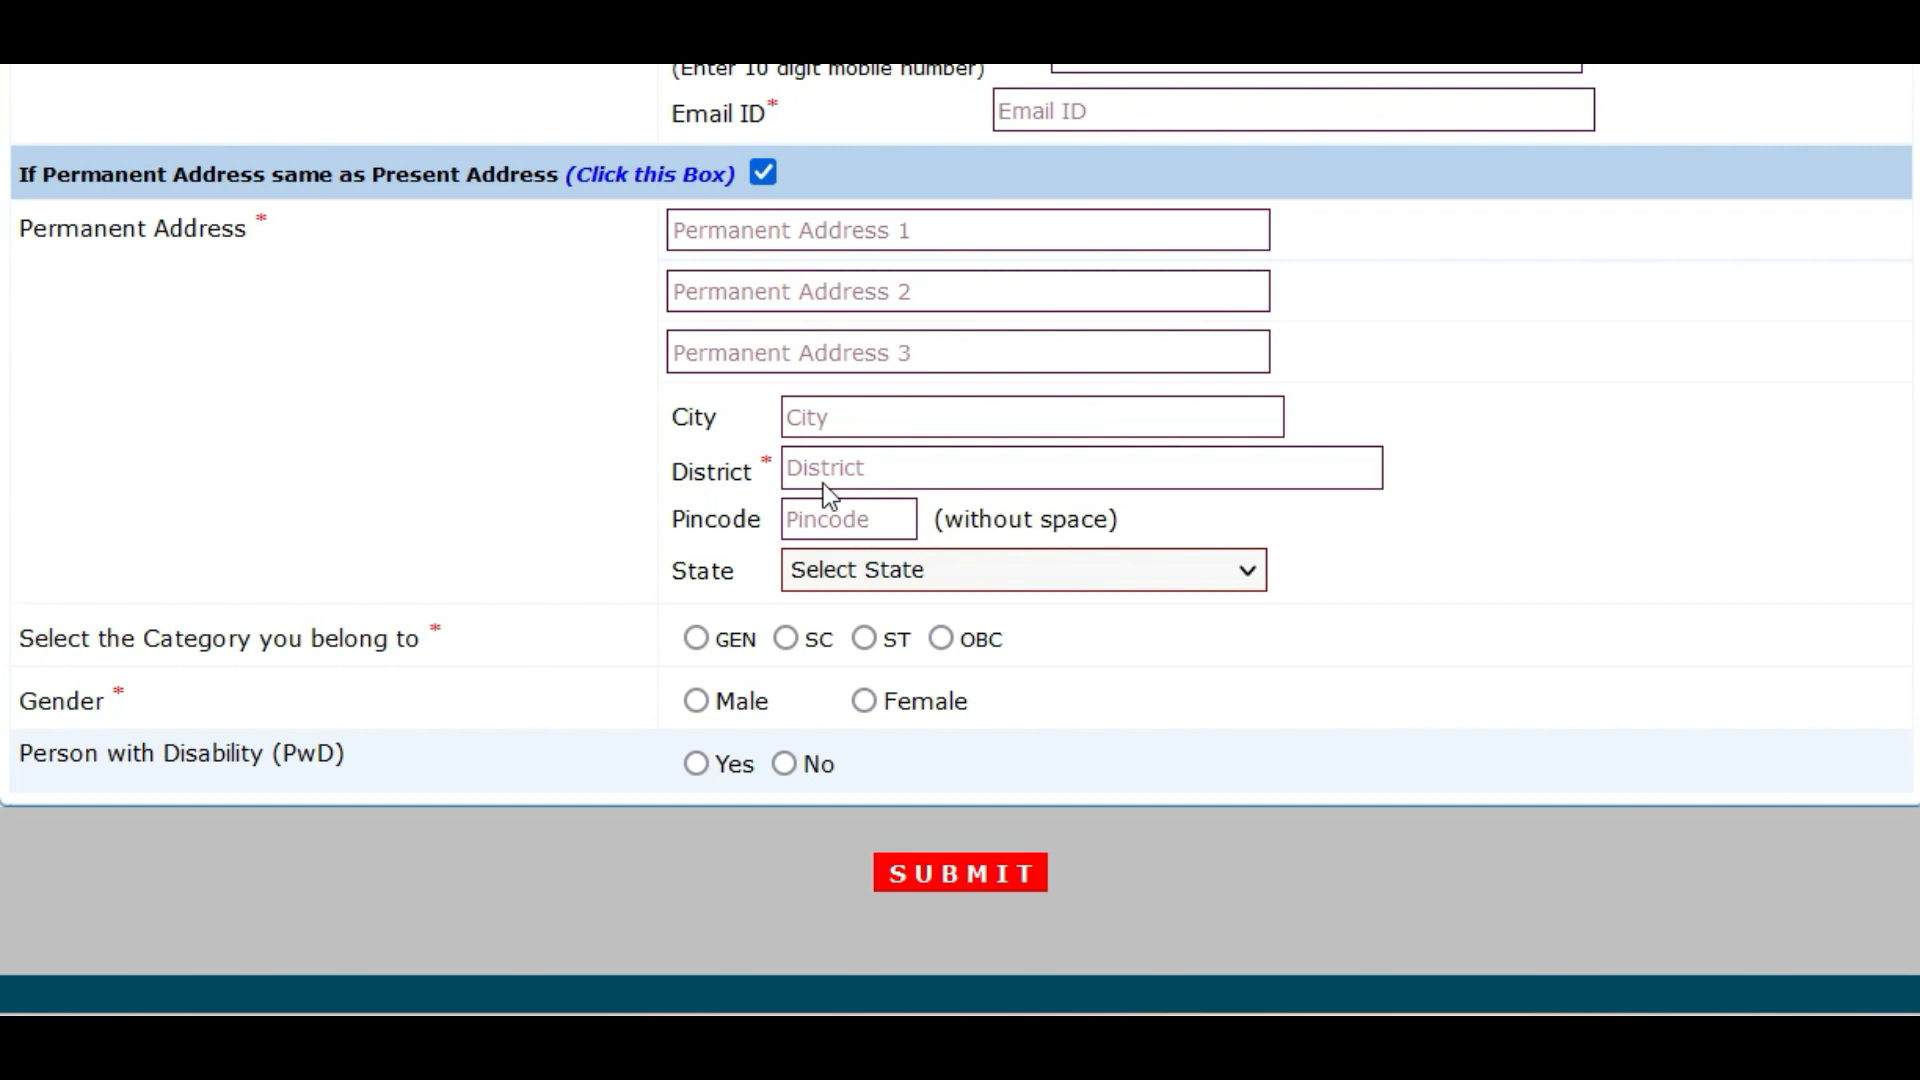 (Enter 10 digit mobile number)
Email ID* Email ID
If Permanent Address same as Present Address (Click this Box)
Permanent Address * Permanent Address 1
Permanent Address 2
Permanent Address 3
City City
District * District
Pincode Pincode (without space)
State Select State
Select the Category you belong to * GEN SC ST OBC
Gender * Male Female
Person with Disability (PwD) Yes No
SUBMIT